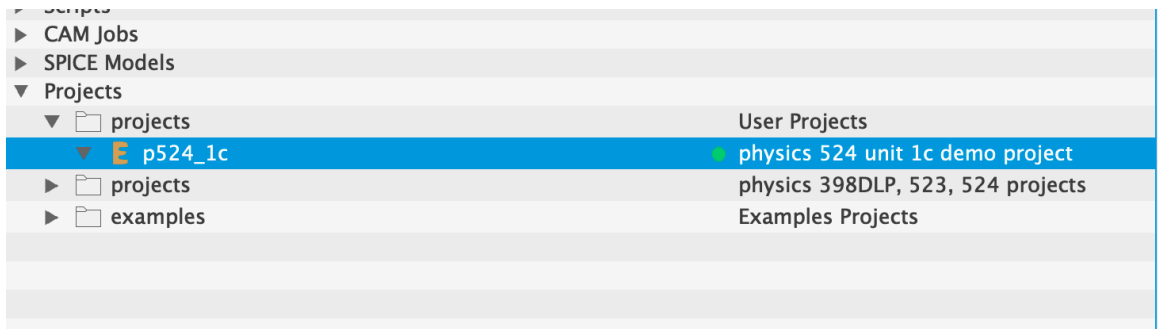 Scripts
CAM Jobs
SPICE Models
Projects
projects User Projects
E p524_1c physics 524 unit 1c demo project
projects physics 398DLP, 523, 524 projects
examples Examples Projects